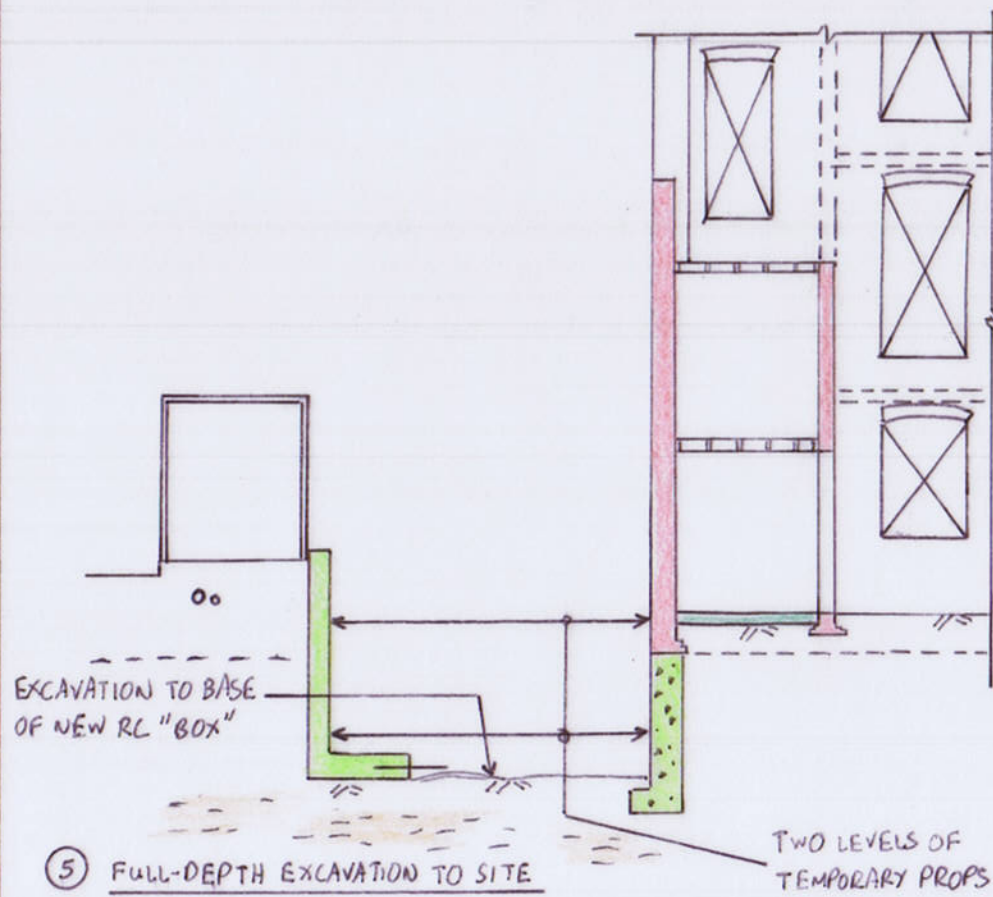 EXCAVATION TO BASE
OF NEW RC "BOX"
5 FULL-DEPTH EXCAVATION TO SITE
TWO LEVELS OF
TEMPORARY PROPS